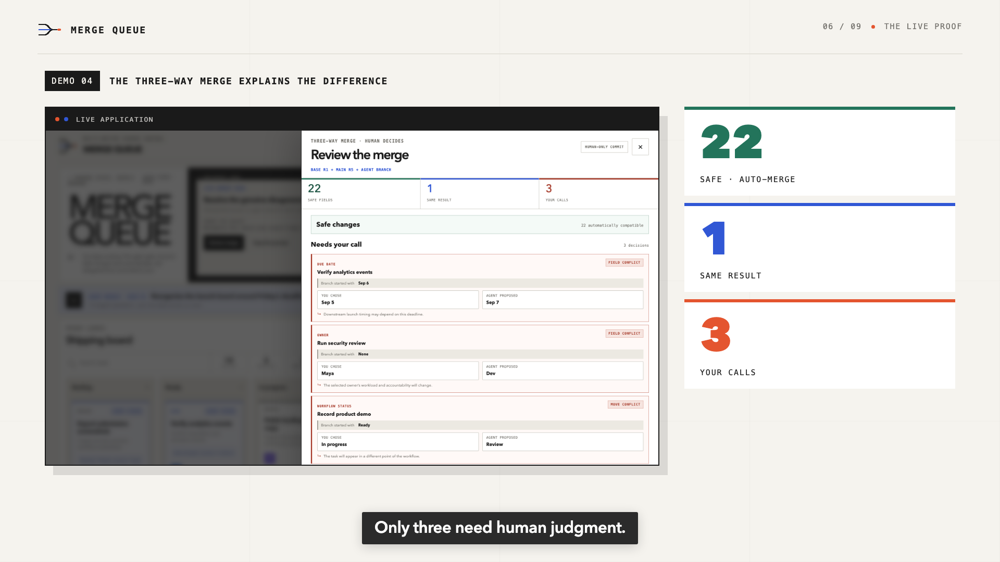 MERGE QUEUE
06 / 09 • THE LIVE PROOF
DEMO 04
THE THREE–WAY MERGE EXPLAINS THE DIFFERENCE
LIVE APPLICATION
MERGE QUEUE
MERGE
QUEUE
Shipping board
THREE–WAY MERGE · HUMAN DECIDES
Review the merge
BASE R1 + MAIN R5 + AGENT BRANCH
HUMAN–ONLY COMMIT
×
22
SAFE FIELDS
1
SAME RESULT
3
YOUR CALLS
Safe changes
22 automatically compatible
Needs your call
3 decisions
DUE DATE
FIELD CONFLICT
Verify analytics events
Branch started with Sep 6
YOU CHOSE
Sep 5
AGENT PROPOSED
Sep 7
↳ Downstream launch timing may depend on this deadline.
OWNER
FIELD CONFLICT
Run security review
Branch started with None
YOU CHOSE
Maya
AGENT PROPOSED
Dev
↳ The selected owner's workload and accountability will change.
WORKFLOW STATUS
MOVE CONFLICT
Record product demo
Branch started with Ready
YOU CHOSE
In progress
AGENT PROPOSED
Review
↳ The task will appear in a different point of the workflow.
22
SAFE · AUTO–MERGE
1
SAME RESULT
3
YOUR CALLS
Only three need human judgment.